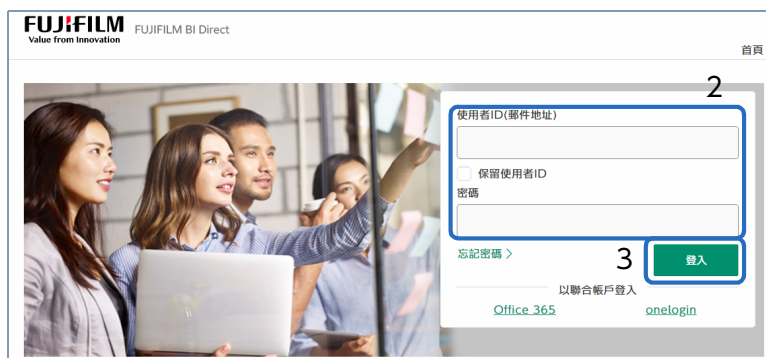 FUJIFILM
Value from Innovation
FUJIFILM BI Direct
首頁
2
使用者ID(郵件地址)
保留使用者ID
密碼
忘記密碼 〉
3
登入
以聯合帳戶登入
Office 365
onelogin